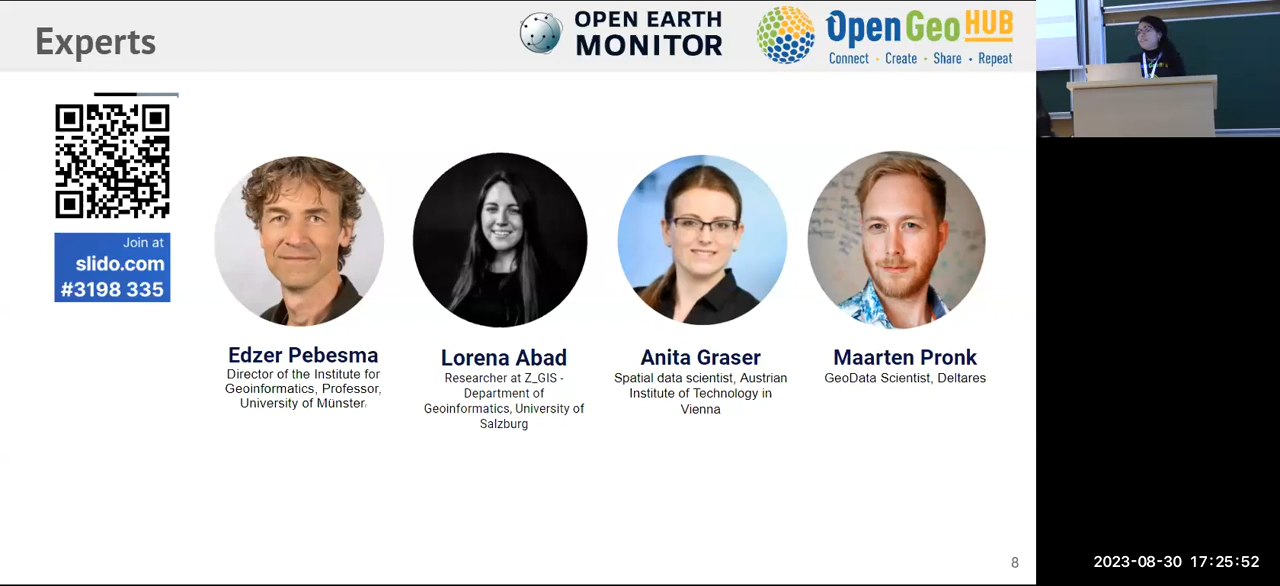 Experts
OPEN EARTH
MONITOR
Open Geo HUB
Connect · Create · Share · Repeat
Join at
slido.com
#3198 335
Edzer Pebesma
Director of the Institute for
Geoinformatics, Professor,
University of Münster
Lorena Abad
Researcher at Z_GIS -
Department of
Geoinformatics, University of
Salzburg
Anita Graser
Spatial data scientist, Austrian
Institute of Technology in
Vienna
Maarten Pronk
GeoData Scientist, Deltares
8
2023-08-30 17:25:52